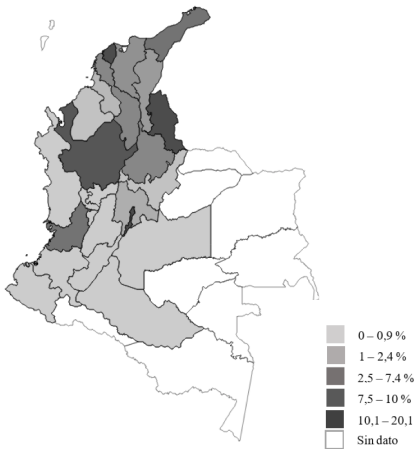 0 – 0,9 %
1 – 2,4 %
2.5 – 7,4 %
7,5 – 10 %
10,1 – 20,1
Sin dato